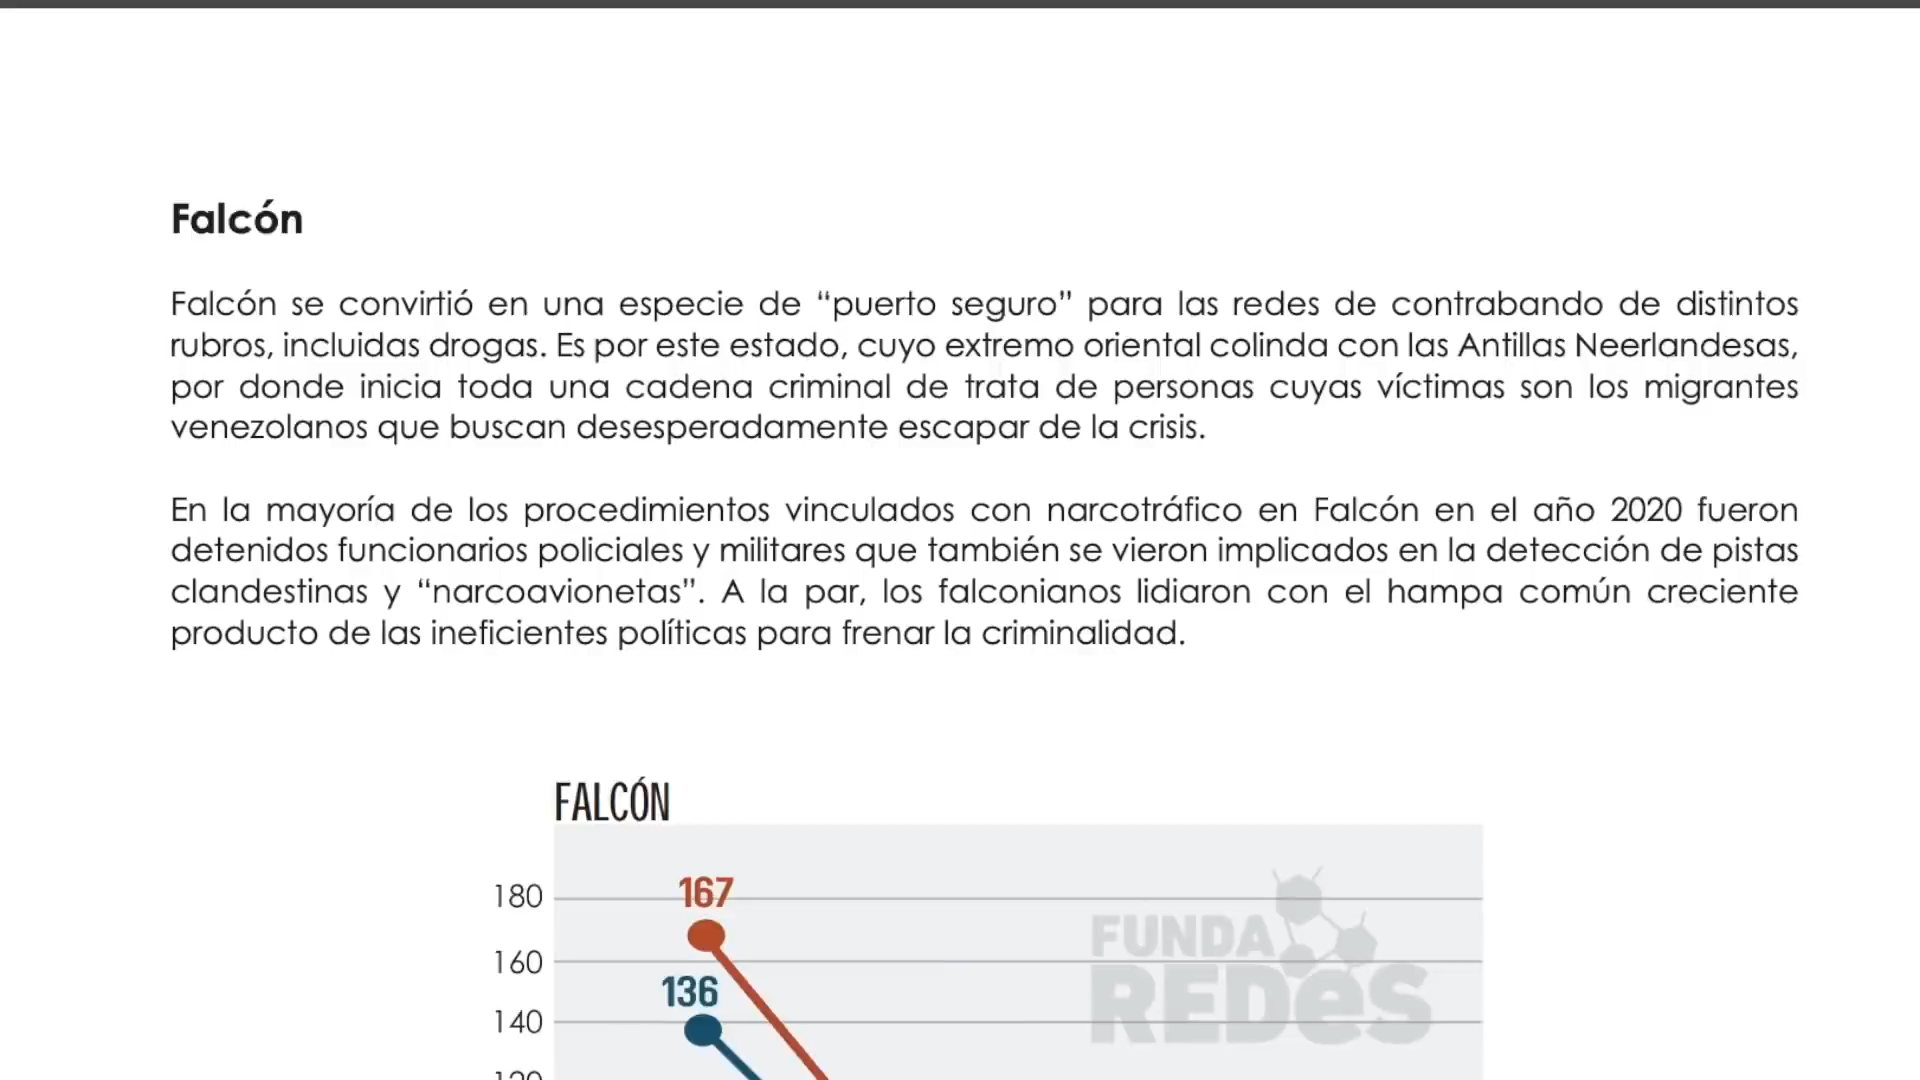 Falcón
Falcón se convirtió en una especie de “puerto seguro” para las redes de contrabando de distintos
rubros, incluidas drogas. Es por este estado, cuyo extremo oriental colinda con las Antillas Neerlandesas,
por donde inicia toda una cadena criminal de trata de personas cuyas víctimas son los migrantes
venezolanos que buscan desesperadamente escapar de la crisis.
En la mayoría de los procedimientos vinculados con narcotráfico en Falcón en el año 2020 fueron
detenidos funcionarios policiales y militares que también se vieron implicados en la detección de pistas
clandestinas y “narcoavionetas”. A la par, los falconianos lidiaron con el hampa común creciente
producto de las ineficientes políticas para frenar la criminalidad.
FALCÓN
180
167
160
136
140
FUNDA
REDeS